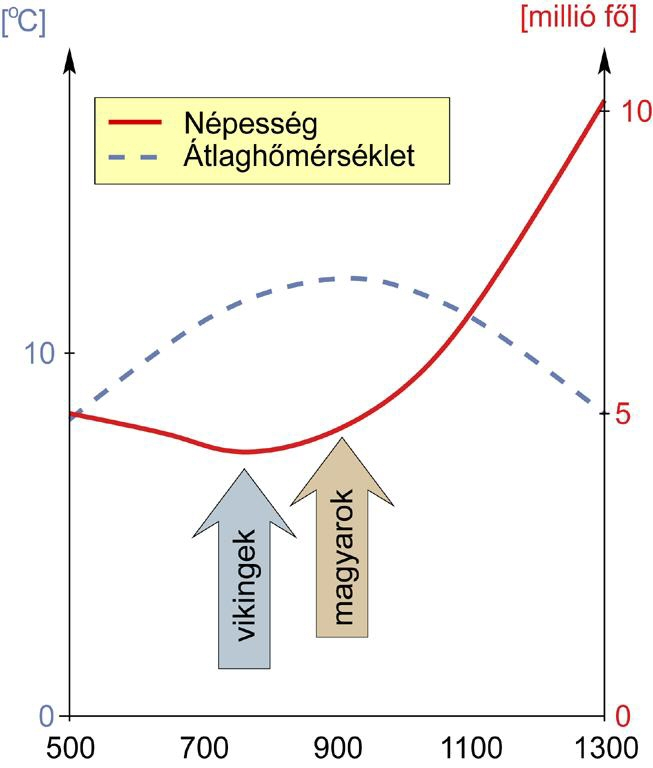 [°C]
[millió fő]
Népesség
Átlaghőmérséklet
10
10
5
vikingek
magyarok
0
0
500 700 900 1100 1300